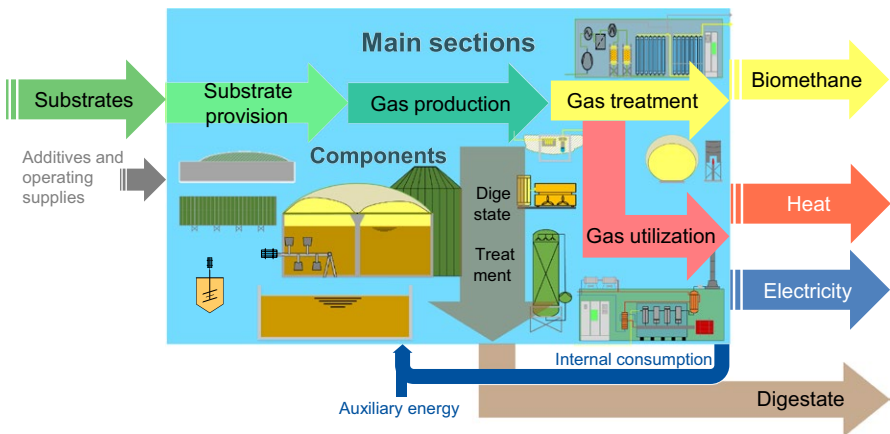 Main sections
Substrates
Substrate
provision
Gas production
Gas treatment
Biomethane
Additives and
operating
supplies
Components
Dige
state
Treat
ment
Gas utilization
Heat
Electricity
Internal consumption
Auxiliary energy
Digestate